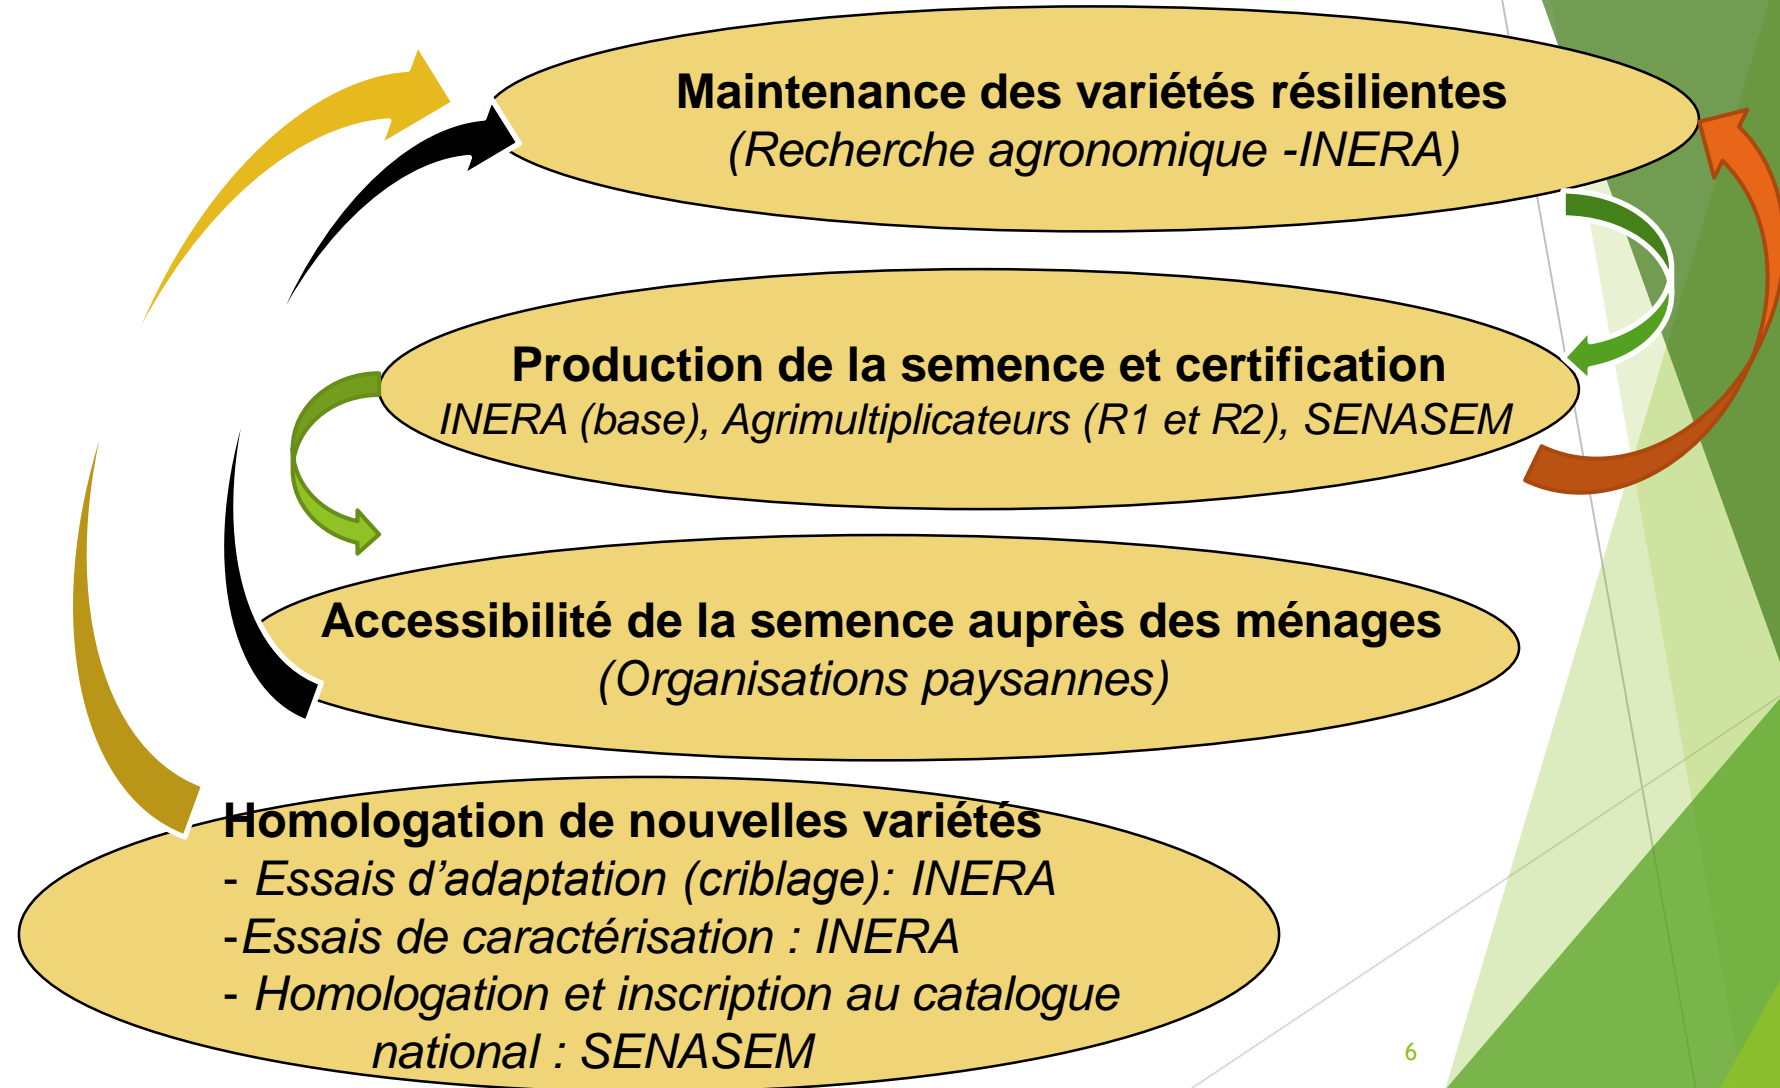 Maintenance des variétés résilientes
(Recherche agronomique -INERA)
Production de la semence et certification
INERA (base), Agrimultiplicateurs (R1 et R2), SENASEM
Accessibilité de la semence auprès des ménages
(Organisations paysannes)
Homologation de nouvelles variétés
- Essais d’adaptation (criblage): INERA
-Essais de caractérisation : INERA
- Homologation et inscription au catalogue
national : SENASEM
6